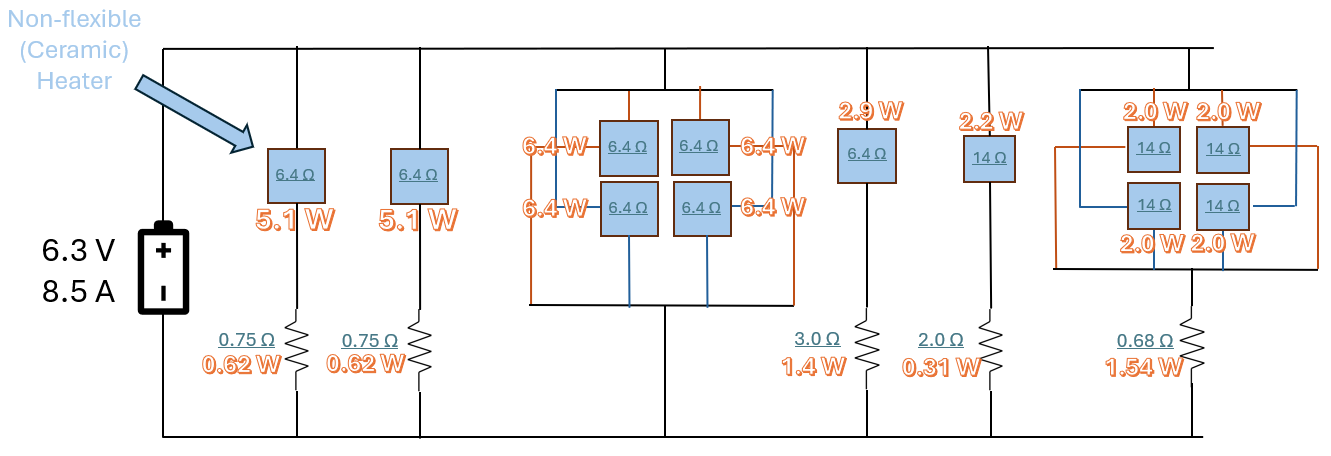 Non-flexible
(Ceramic)
Heater
6.3 V
8.5 A
+
–
6.4 Ω
5.1 W
0.75 Ω
0.62 W
6.4 Ω
5.1 W
0.75 Ω
0.62 W
6.4 W
6.4 Ω
6.4 Ω
6.4 W
6.4 W
6.4 Ω
6.4 Ω
6.4 W
2.9 W
6.4 Ω
3.0 Ω
1.4 W
2.2 W
14 Ω
2.0 Ω
0.31 W
2.0 W
2.0 W
14 Ω
14 Ω
14 Ω
14 Ω
2.0 W
2.0 W
0.68 Ω
1.54 W